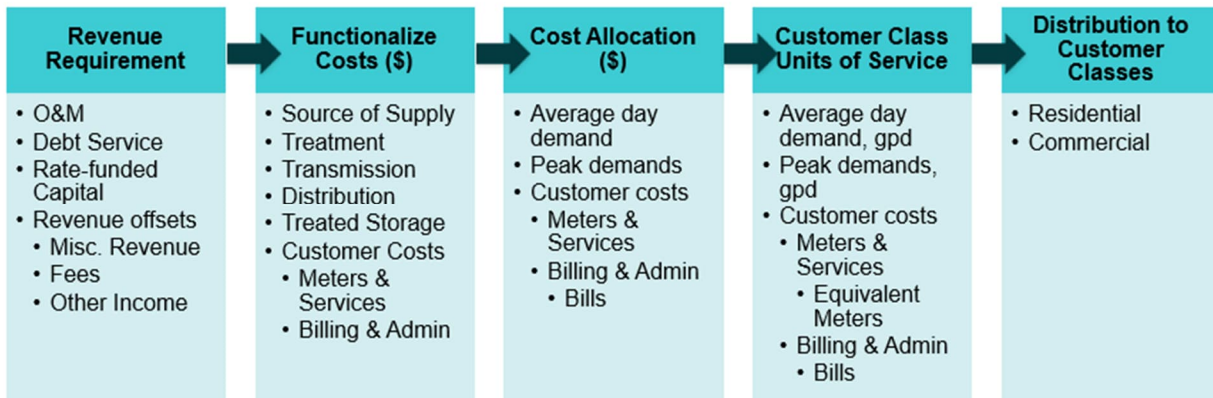 Revenue
Requirement
• O&M
• Debt Service
• Rate-funded
Capital
• Revenue offsets
• Misc. Revenue
• Fees
• Other Income
Functionalize
Costs ($)
• Source of Supply
• Treatment
• Transmission
• Distribution
• Treated Storage
• Customer Costs
• Meters &
Services
• Billing & Admin
Cost Allocation
($)
• Average day
demand
• Peak demands
• Customer costs
• Meters &
Services
• Billing & Admin
• Bills
Customer Class
Units of Service
• Average day
demand, gpd
• Peak demands,
gpd
• Customer costs
• Meters &
Services
• Equivalent
Meters
• Billing & Admin
• Bills
Distribution to
Customer
Classes
• Residential
• Commercial